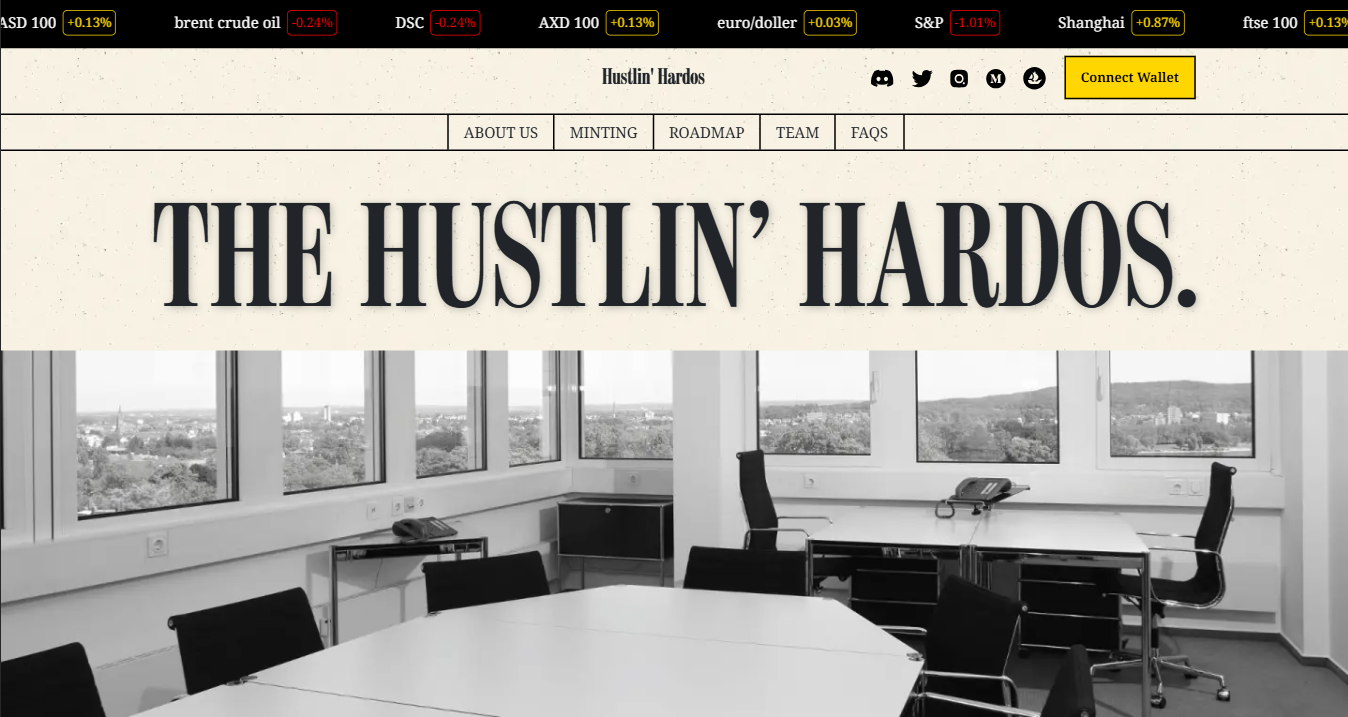 ASD 100 +0.13% brent crude oil -0.24% DSC -0.24% AXD 100 +0.13% euro/doller +0.03% S&P -1.01% Shanghai +0.87% ftse 100 +0.13%
Hustlin' Hardos
Connect Wallet
ABOUT US MINTING ROADMAP TEAM FAQS
THE HUSTLIN’ HARDOS.